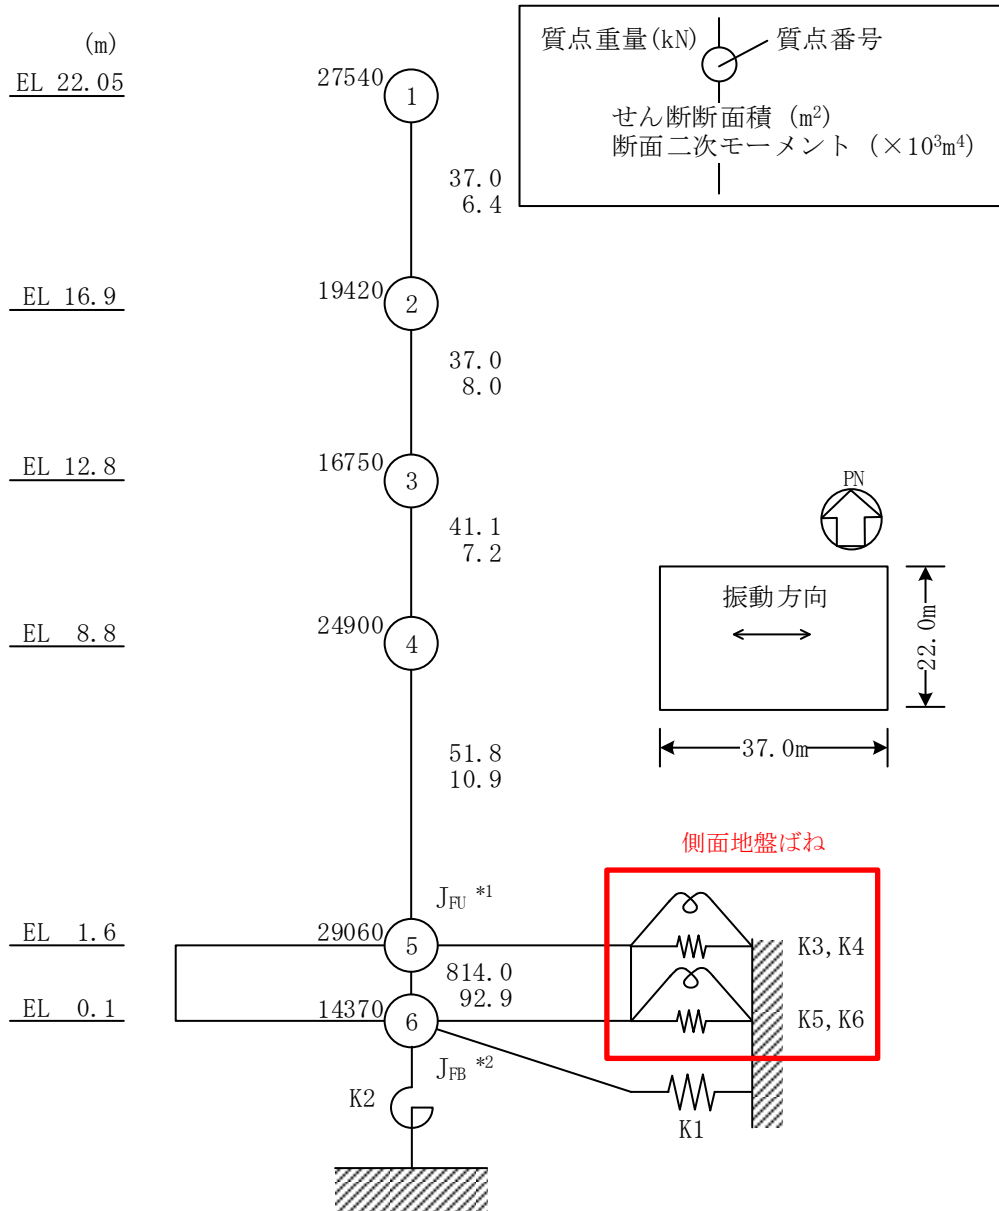 (m)
EL 22.05
EL 16.9
EL 12.8
EL 8.8
EL 1.6
EL 0.1
27540
1
37.0
6.4
19420
2
37.0
8.0
16750
3
41.1
7.2
24900
4
51.8
10.9
J_FU *1
29060
5
814.0
92.9
14370
6
J_FB *2
K2
K1
側面地盤ばね
K3, K4
K5, K6
質点重量(kN)
質点番号
せん断断面積 (m²)
断面二次モーメント (×10³m⁴)
PN
振動方向
22.0m
37.0m